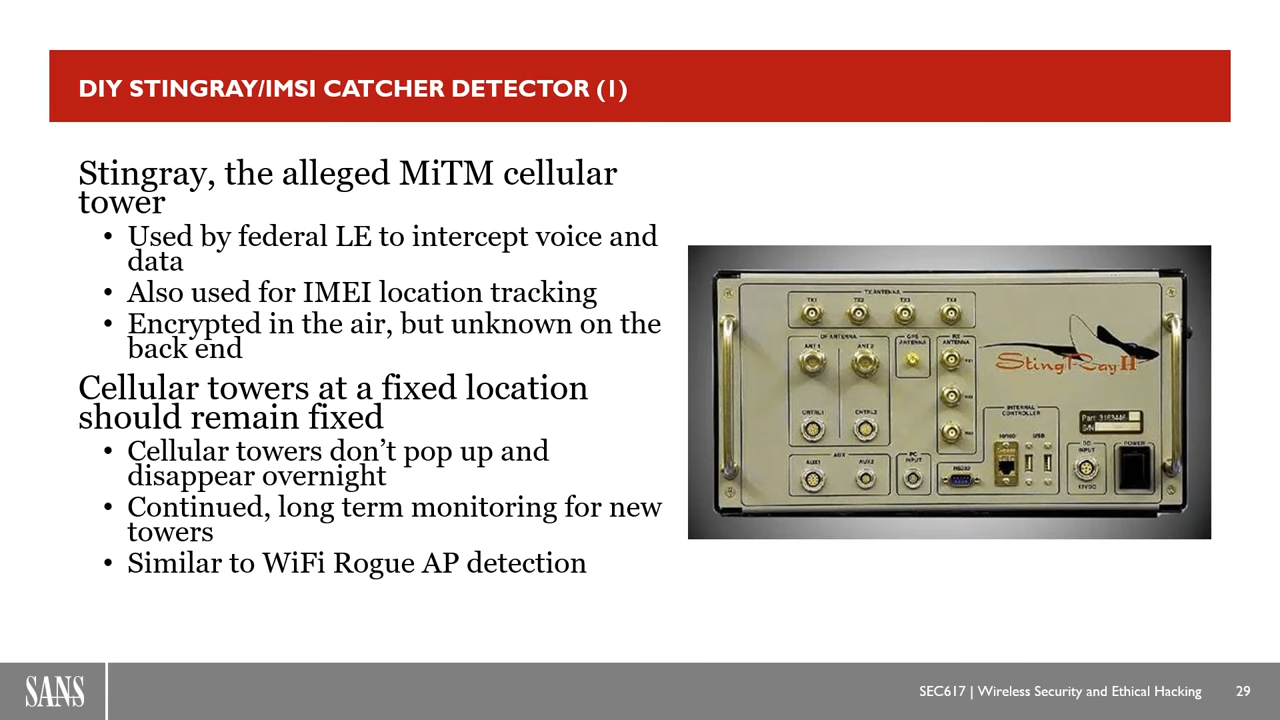 DIY STINGRAY/IMSI CATCHER DETECTOR (1)
Stingray, the alleged MiTM cellular
tower
• Used by federal LE to intercept voice and
data
• Also used for IMEI location tracking
• Encrypted in the air, but unknown on the
back end
Cellular towers at a fixed location
should remain fixed
• Cellular towers don’t pop up and
disappear overnight
• Continued, long term monitoring for new
towers
• Similar to WiFi Rogue AP detection
TX ANTENNA
TX1 TX2 TX3 TX4
DF ANTENNA
GPS
ANTENNA
RX
ANTENNA
ANT 1 ANT 2
StingRay II
CNTRL1 CNTRL2
INTERNAL
CONTROLLER
10/100 USB
Part: 3163446
S/N
AUX
AUX1 AUX2
PC
INPUT
RS232
DC
INPUT
12VDC
POWER
SANS
SEC617 | Wireless Security and Ethical Hacking
29